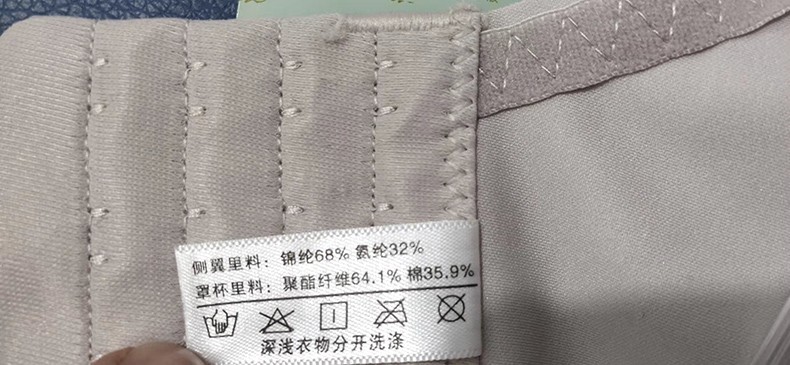 侧翼里料：锦纶68% 氨纶32%
罩杯里料：聚酯纤维64.1% 棉35.9%
深浅衣物分开洗涤